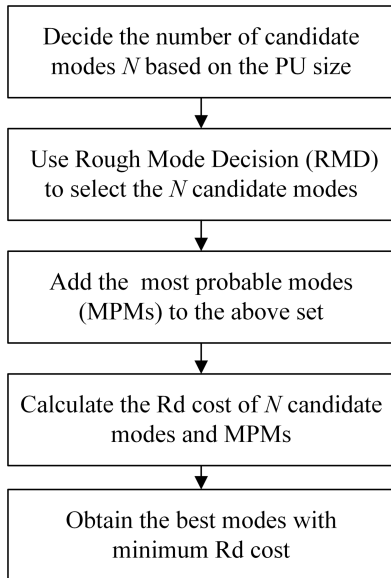 Decide the number of candidate
modes N based on the PU size
Use Rough Mode Decision (RMD)
to select the N candidate modes
Add the most probable modes
(MPMs) to the above set
Calculate the Rd cost of N candidate
modes and MPMs
Obtain the best modes with
minimum Rd cost